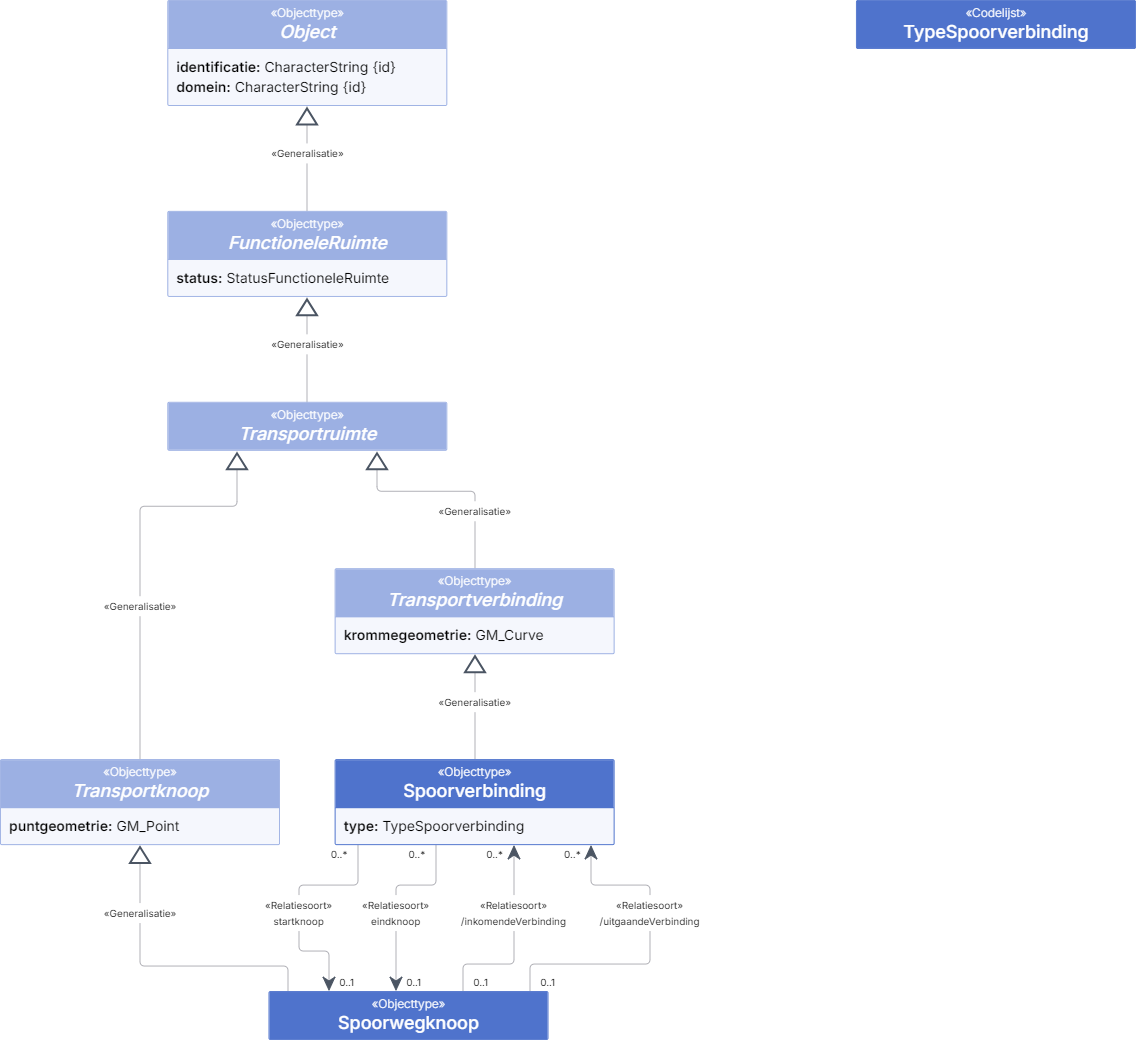 «Objecttype»
Object
identificatie: CharacterString {id}
domein: CharacterString {id}
«Codelijst»
TypeSpoorverbinding
«Generalisatie»
«Objecttype»
FunctioneleRuimte
status: StatusFunctioneleRuimte
«Generalisatie»
«Objecttype»
Transportruimte
«Generalisatie»
«Objecttype»
Transportverbinding
krommegeometrie: GM_Curve
«Generalisatie»
«Generalisatie»
«Objecttype»
Transportknoop
puntgeometrie: GM_Point
«Objecttype»
Spoorverbinding
type: TypeSpoorverbinding
0..* 0..* 0..* 0..*
«Generalisatie»
«Relatiesoort»
startknoop
«Relatiesoort»
eindknoop
«Relatiesoort»
/inkomendeVerbinding
«Relatiesoort»
/uitgaandeVerbinding
0..1 0..1 0..1 0..1
«Objecttype»
Spoorwegknoop